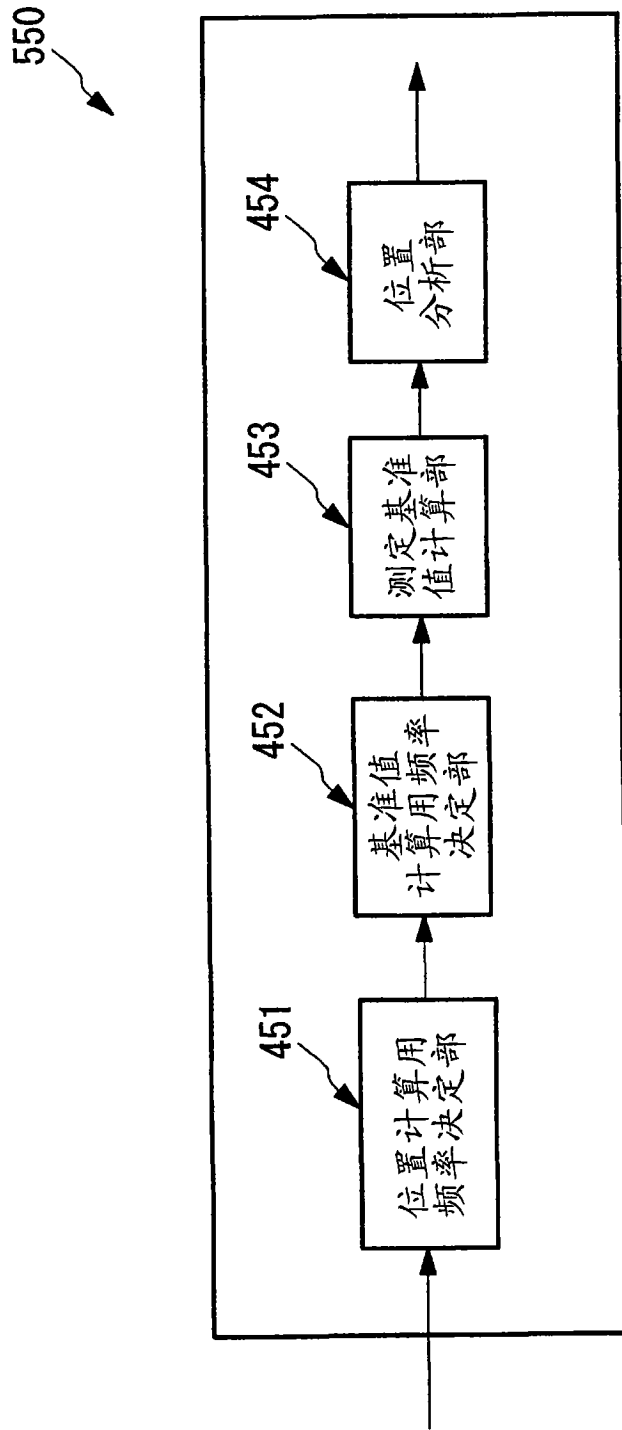 550
451
位置计算用
频率决定部
452
基准值
计算用频率
决定部
453
测定基准
值计算部
454
位置
分析部